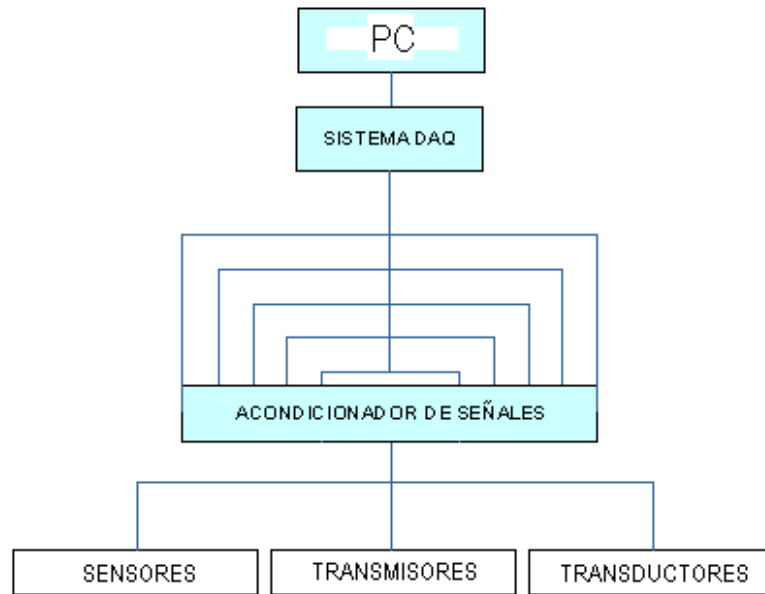 PC
SISTEMA DAQ
ACONDICIONADOR DE SEÑALES
SENSORES
TRANSMISORES
TRANSDUCTORES